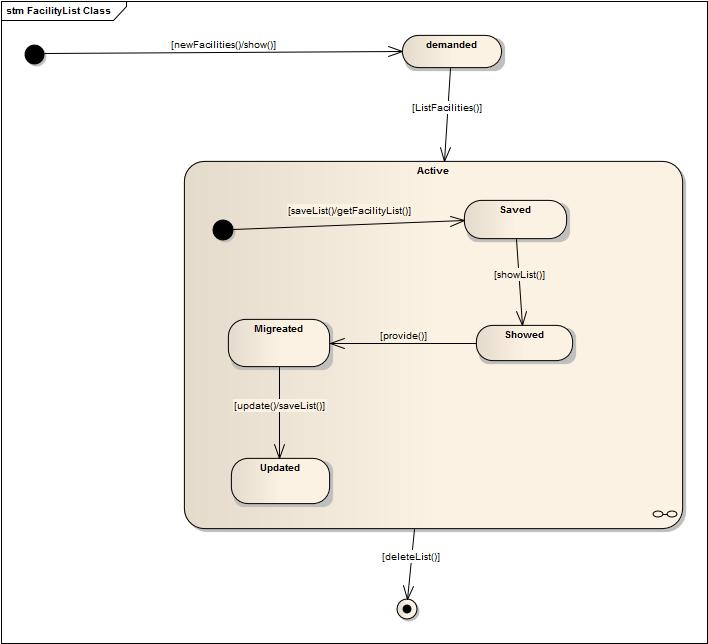 stm FacilityList Class
[newFacilities()/show()]
demanded
[ListFacilities()]
Active
[saveList()/getFacilityList()]
Saved
[showList()]
Migreated
[provide()]
Showed
[update()/saveList()]
Updated
[deleteList()]